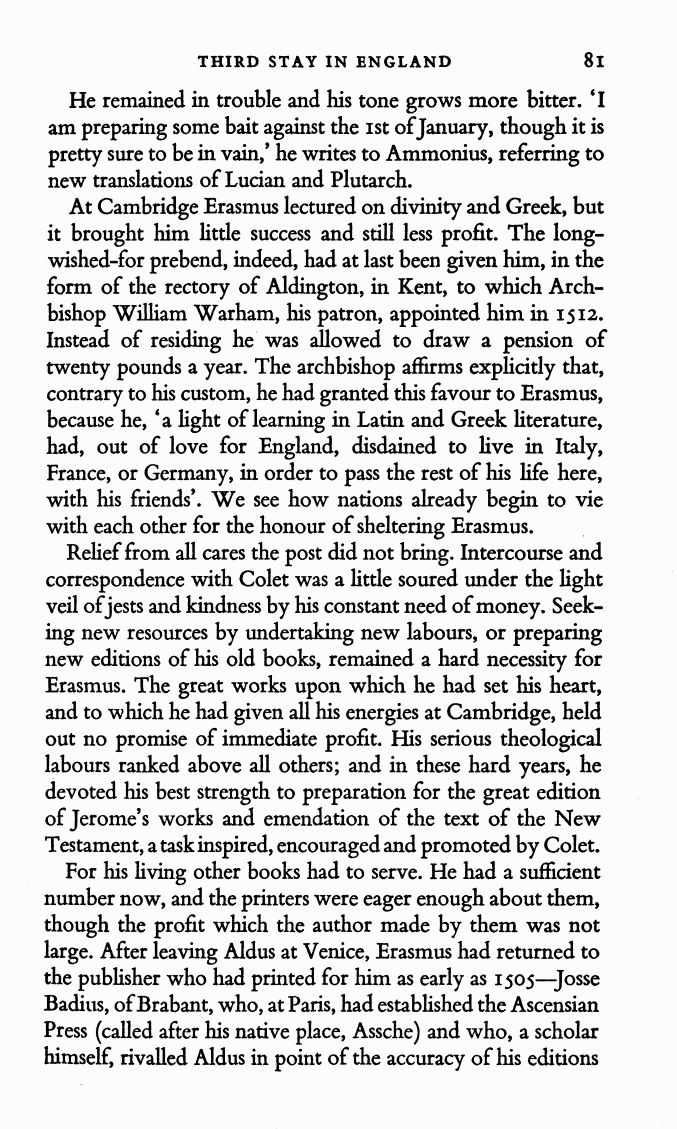 THIRD STAY IN ENGLAND 81
He remained in trouble and his tone grows more bitter. ‘I
am preparing some bait against the 1st of January, though it is
pretty sure to be in vain,’ he writes to Ammonius, referring to
new translations of Lucian and Plutarch.
At Cambridge Erasmus lectured on divinity and Greek, but
it brought him little success and still less profit. The long-
wished-for prebend, indeed, had at last been given him, in the
form of the rectory of Aldington, in Kent, to which Arch-
bishop William Warham, his patron, appointed him in 1512.
Instead of residing he was allowed to draw a pension of
twenty pounds a year. The archbishop affirms explicitly that,
contrary to his custom, he had granted this favour to Erasmus,
because he, ‘a light of learning in Latin and Greek literature,
had, out of love for England, disdained to live in Italy,
France, or Germany, in order to pass the rest of his life here,
with his friends’. We see how nations already begin to vie
with each other for the honour of sheltering Erasmus.
Relief from all cares the post did not bring. Intercourse and
correspondence with Colet was a little soured under the light
veil of jests and kindness by his constant need of money. Seek-
ing new resources by undertaking new labours, or preparing
new editions of his old books, remained a hard necessity for
Erasmus. The great works upon which he had set his heart,
and to which he had given all his energies at Cambridge, held
out no promise of immediate profit. His serious theological
labours ranked above all others; and in these hard years, he
devoted his best strength to preparation for the great edition
of Jerome’s works and emendation of the text of the New
Testament, a task inspired, encouraged and promoted by Colet.
For his living other books had to serve. He had a sufficient
number now, and the printers were eager enough about them,
though the profit which the author made by them was not
large. After leaving Aldus at Venice, Erasmus had returned to
the publisher who had printed for him as early as 1505—Josse
Badius, of Brabant, who, at Paris, had established the Ascensian
Press (called after his native place, Assche) and who, a scholar
himself, rivalled Aldus in point of the accuracy of his editions